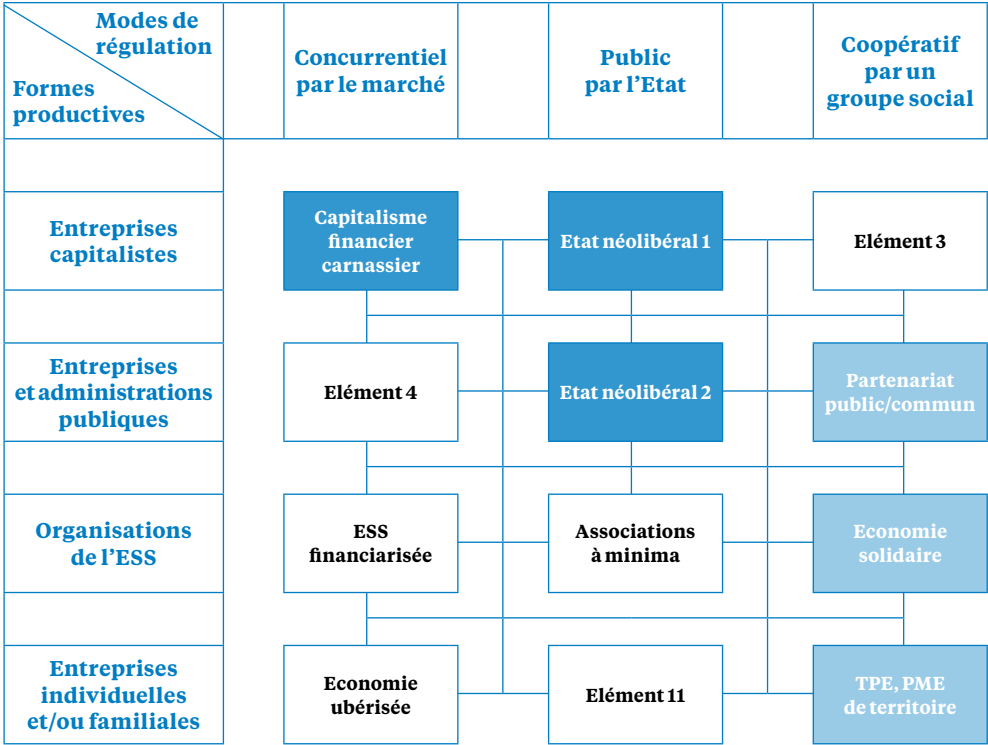 Modes de
régulation
Formes
productives
Concurrentiel
par le marché
Public
par l'Etat
Coopératif
par un
groupe social
Entreprises
capitalistes
Capitalisme
financier
carnassier
Etat néolibéral 1
Elément 3
Entreprises
et administrations
publiques
Elément 4
Etat néolibéral 2
Partenariat
public/commun
Organisations
de l'ESS
ESS
financiarisée
Associations
à minima
Economie
solidaire
Entreprises
individuelles
et/ou familiales
Economie
ubérisée
Elément 11
TPE, PME
de territoire